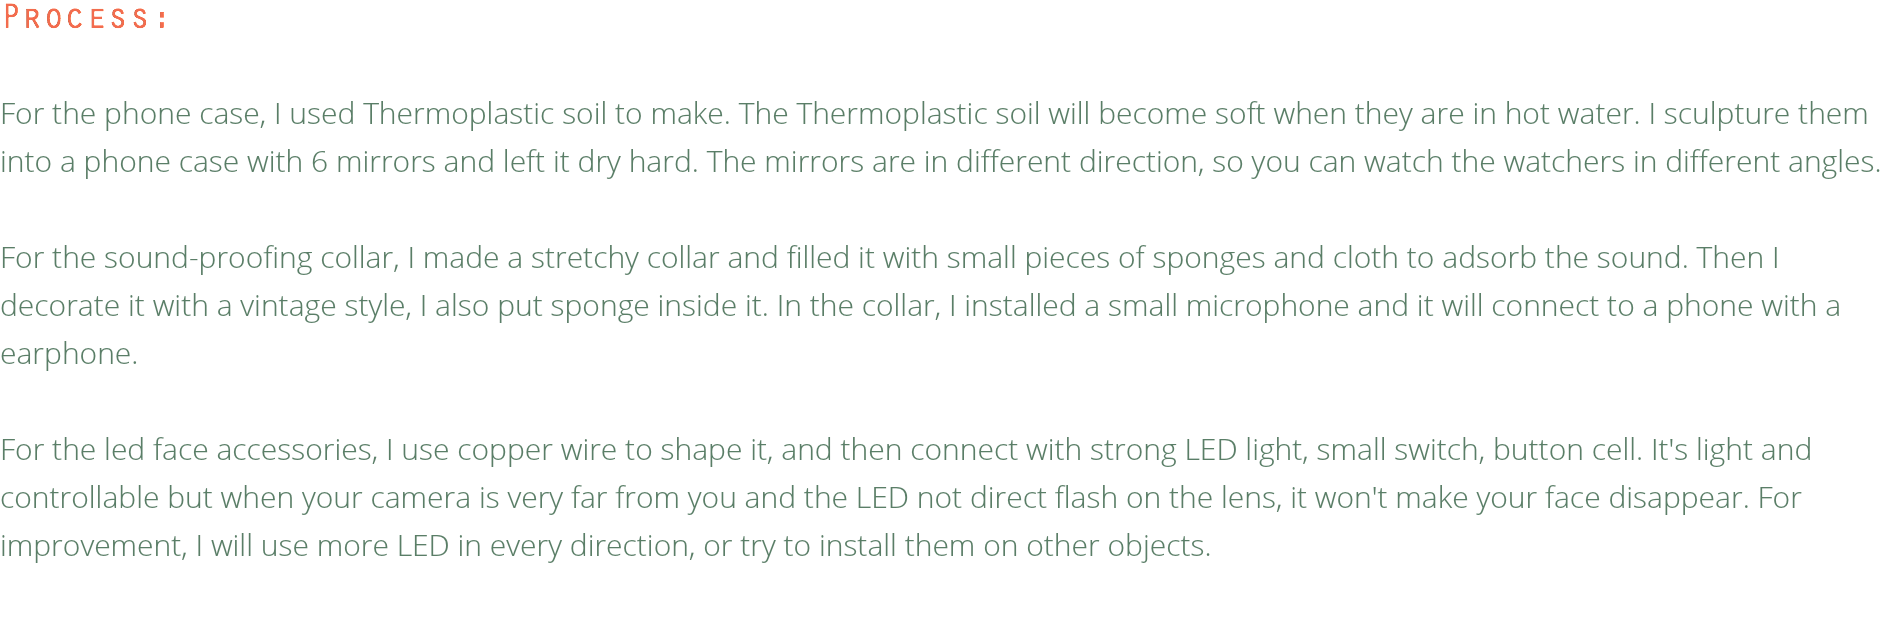 Process:
For the phone case, I used Thermoplastic soil to make. The Thermoplastic soil will become soft when they are in hot water. I sculpture them
into a phone case with 6 mirrors and left it dry hard. The mirrors are in different direction, so you can watch the watchers in different angles.
For the sound-proofing collar, I made a stretchy collar and filled it with small pieces of sponges and cloth to adsorb the sound. Then I
decorate it with a vintage style, I also put sponge inside it. In the collar, I installed a small microphone and it will connect to a phone with a
earphone.
For the led face accessories, I use copper wire to shape it, and then connect with strong LED light, small switch, button cell. It's light and
controllable but when your camera is very far from you and the LED not direct flash on the lens, it won't make your face disappear. For
improvement, I will use more LED in every direction, or try to install them on other objects.